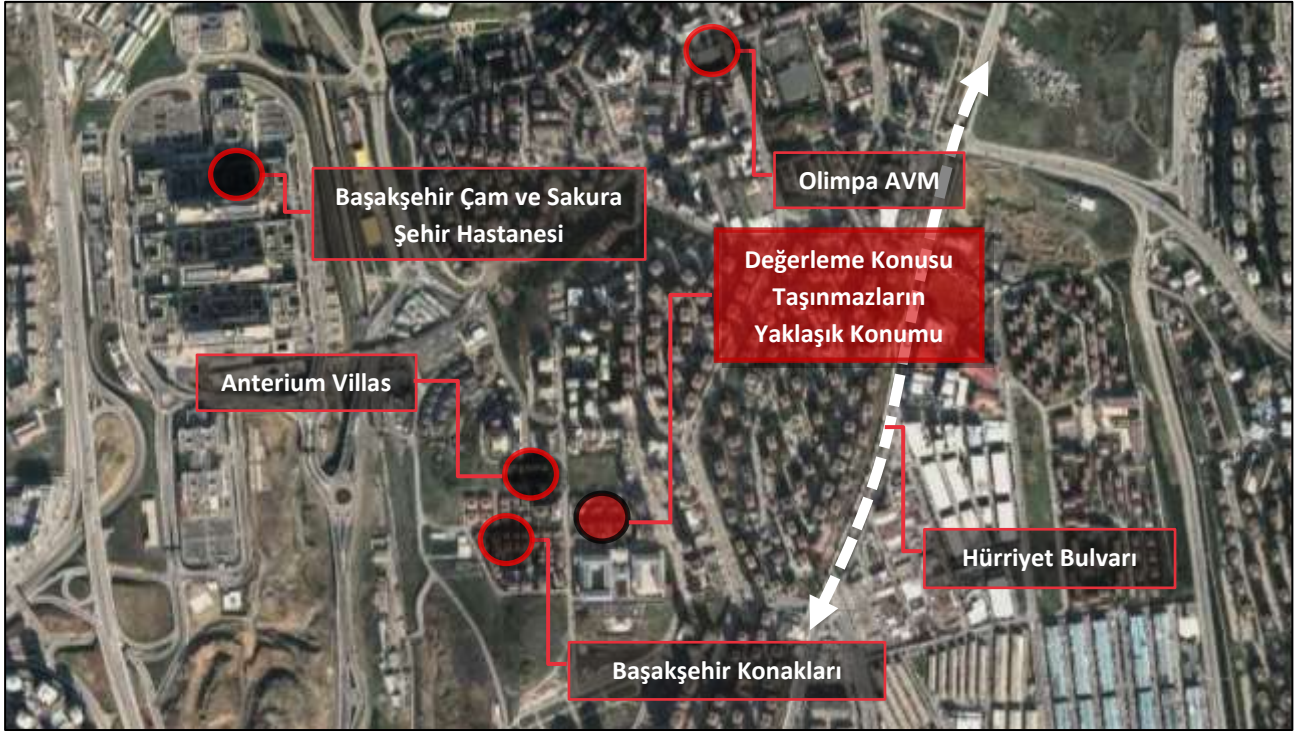 Olimpa AVM
Başakşehir Çam ve Sakura
Şehir Hastanesi
Değerleme Konusu
Taşınmazların
Yaklaşık Konumu
Anterium Villas
Hürriyet Bulvarı
Başakşehir Konakları